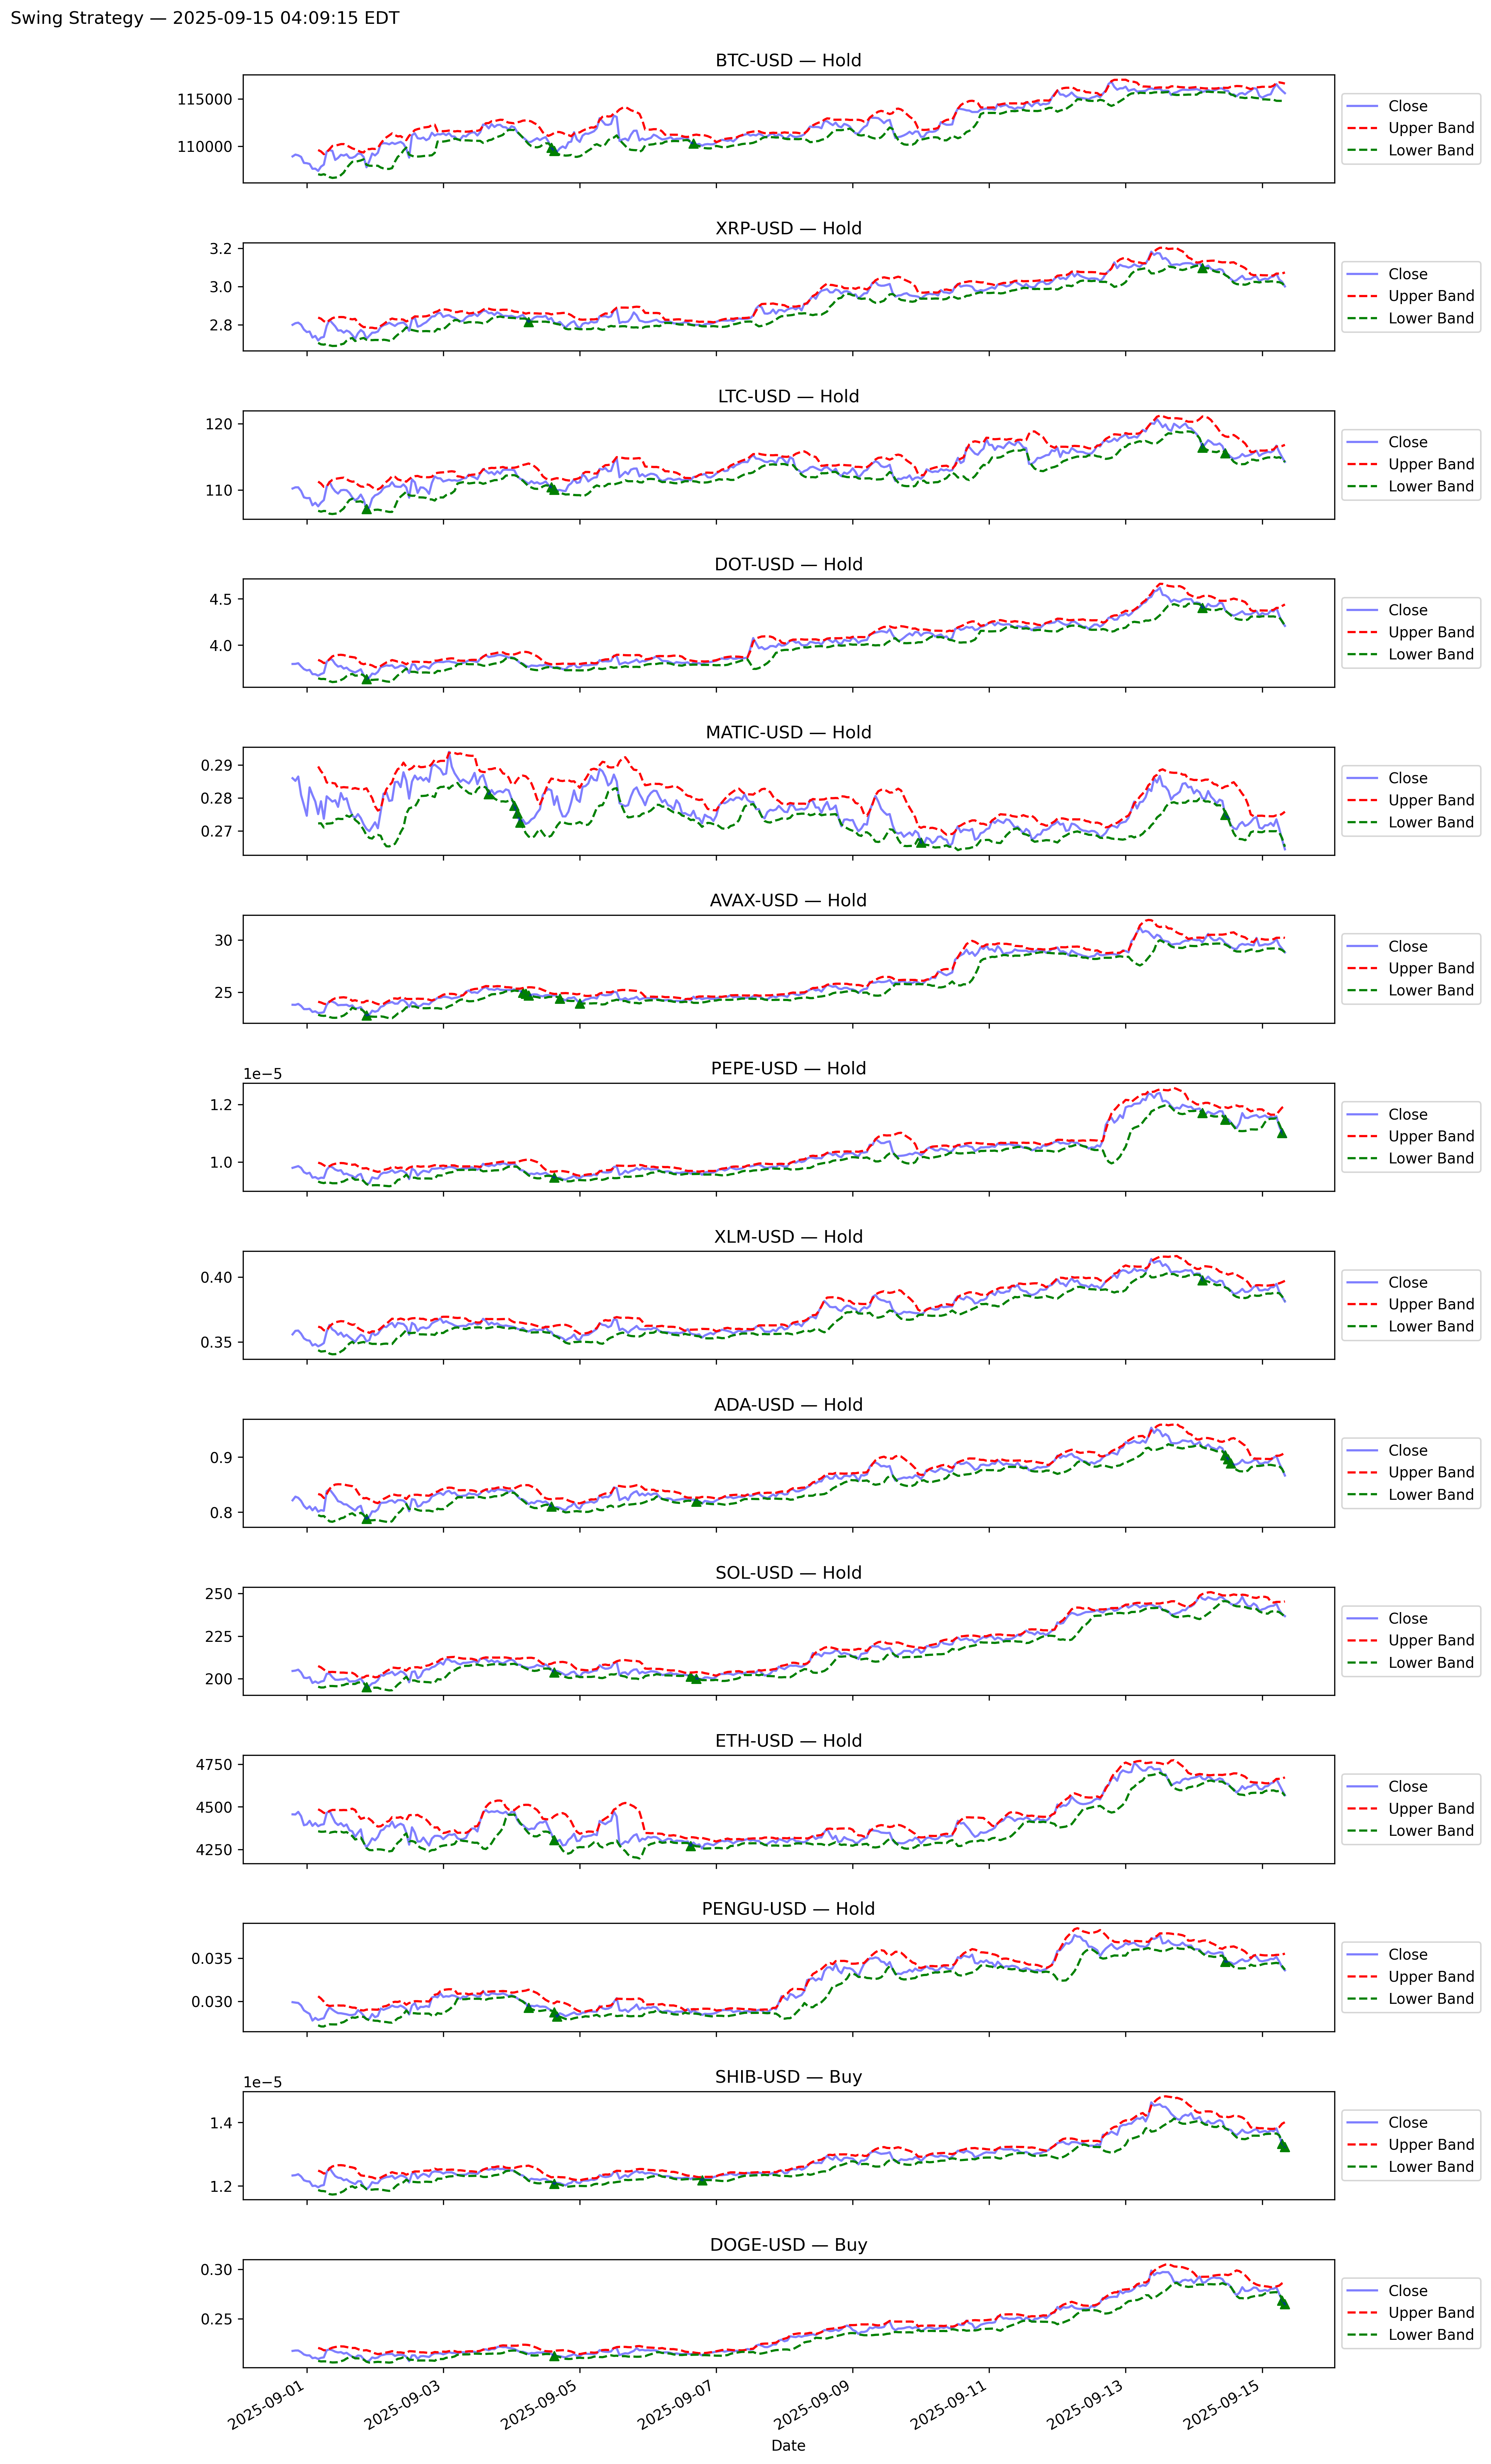 Swing Strategy — 2025-09-15 04:09:15 EDT
BTC-USD — Hold
115000
110000
Close
Upper Band
Lower Band
XRP-USD — Hold
3.2
3.0
2.8
Close
Upper Band
Lower Band
LTC-USD — Hold
120
110
Close
Upper Band
Lower Band
DOT-USD — Hold
4.5
4.0
Close
Upper Band
Lower Band
MATIC-USD — Hold
0.29
0.28
0.27
Close
Upper Band
Lower Band
AVAX-USD — Hold
30
25
Close
Upper Band
Lower Band
PEPE-USD — Hold
1e−5
1.2
1.0
Close
Upper Band
Lower Band
XLM-USD — Hold
0.40
0.35
Close
Upper Band
Lower Band
ADA-USD — Hold
0.9
0.8
Close
Upper Band
Lower Band
SOL-USD — Hold
250
225
200
Close
Upper Band
Lower Band
ETH-USD — Hold
4750
4500
4250
Close
Upper Band
Lower Band
PENGU-USD — Hold
0.035
0.030
Close
Upper Band
Lower Band
SHIB-USD — Buy
1e−5
1.4
1.2
Close
Upper Band
Lower Band
DOGE-USD — Buy
0.30
0.25
Close
Upper Band
Lower Band
2025-09-01
2025-09-03
2025-09-05
2025-09-07
2025-09-09
2025-09-11
2025-09-13
2025-09-15
Date